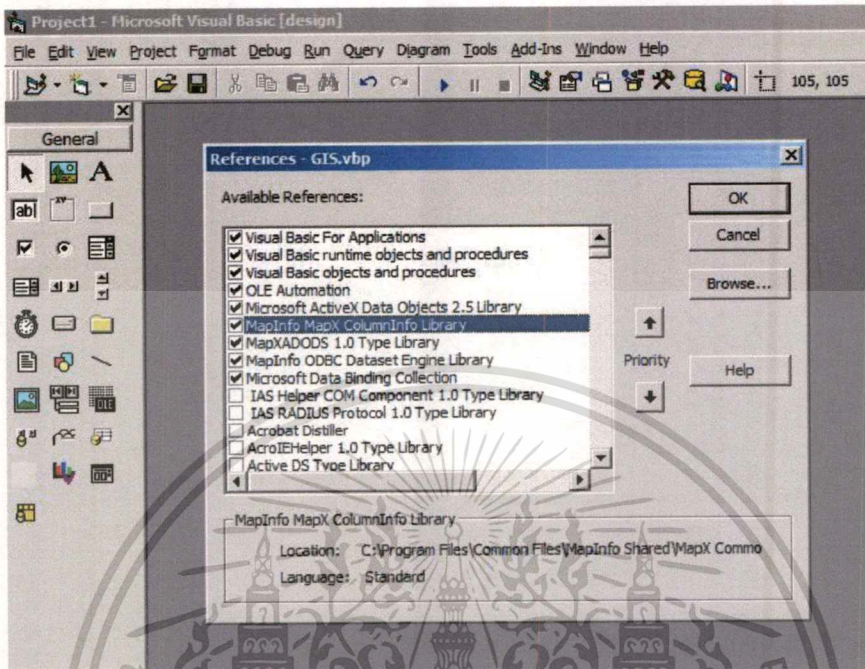 Project1 - Microsoft Visual Basic [design]
File Edit View Project Format Debug Run Query Diagram Tools Add-Ins Window Help
105, 105
General
References - GIS.vbp
Available References:
OK
Cancel
Browse...
Visual Basic For Applications
Visual Basic runtime objects and procedures
Visual Basic objects and procedures
OLE Automation
Microsoft ActiveX Data Objects 2.5 Library
MapInfo MapX ColumnInfo Library
MapXADODS 1.0 Type Library
MapInfo ODBC Dataset Engine Library
Microsoft Data Binding Collection
IAS Helper COM Component 1.0 Type Library
IAS RADIUS Protocol 1.0 Type Library
Acrobat Distiller
AcroIEHelper 1.0 Type Library
Active DS Type Library
Priority
Help
MapInfo MapX ColumnInfo Library
Location: C:\Program Files\Common Files\MapInfo Shared\MapX Commo
Language: Standard
A
ab|
XY
OLE